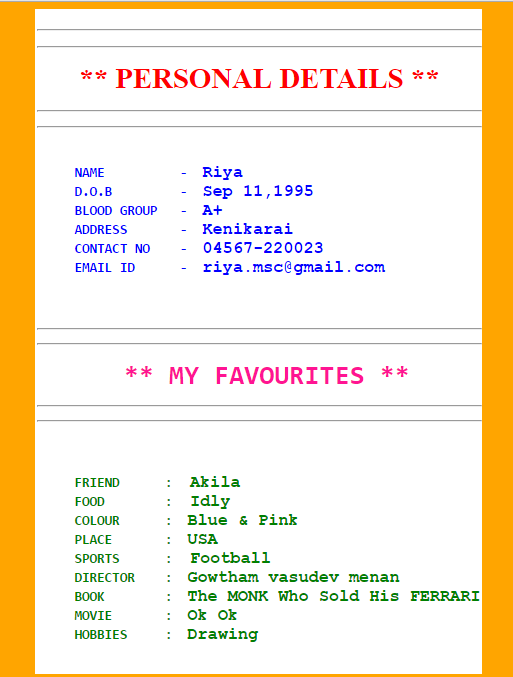 ** PERSONAL DETAILS **
NAME - Riya
D.O.B - Sep 11,1995
BLOOD GROUP - A+
ADDRESS - Kenikarai
CONTACT NO - 04567-220023
EMAIL ID - riya.msc@gmail.com
** MY FAVOURITES **
FRIEND : Akila
FOOD : Idly
COLOUR : Blue & Pink
PLACE : USA
SPORTS : Football
DIRECTOR : Gowtham vasudev menan
BOOK : The MONK Who Sold His FERRARI
MOVIE : Ok Ok
HOBBIES : Drawing